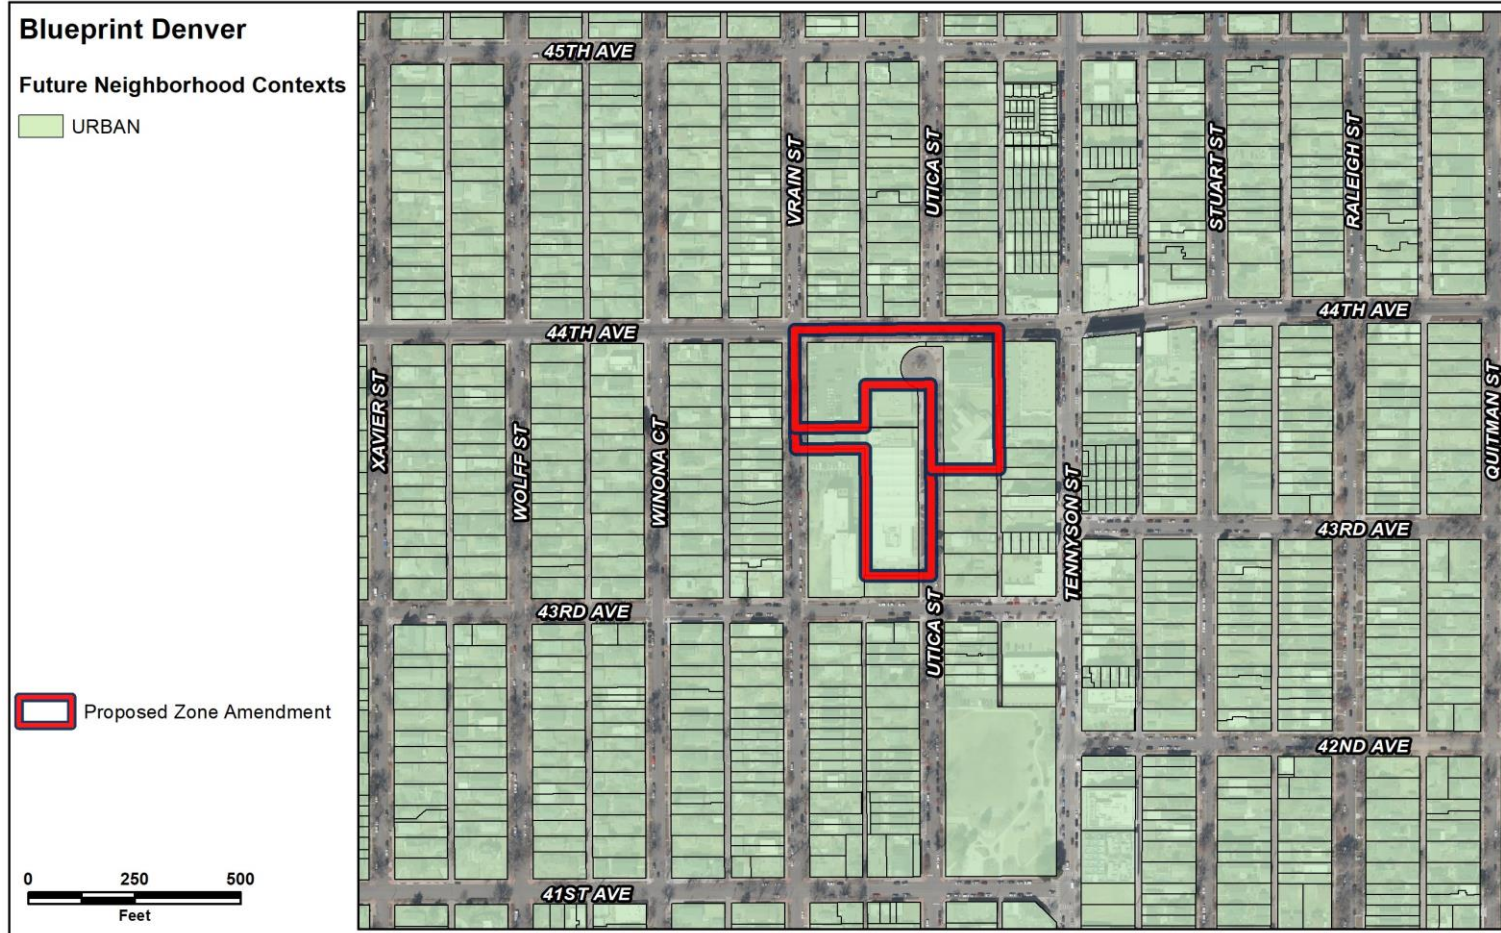 Blueprint Denver
Future Neighborhood Contexts
URBAN
Proposed Zone Amendment
0 250 500
Feet
45TH AVE
VRAIN ST
UTICA ST
STUART ST
RALEIGH ST
44TH AVE
44TH AVE
XAVIER ST
WOLFF ST
WINONA CT
TENNYSON ST
QUITMAN ST
43RD AVE
43RD AVE
UTICA ST
42ND AVE
41ST AVE